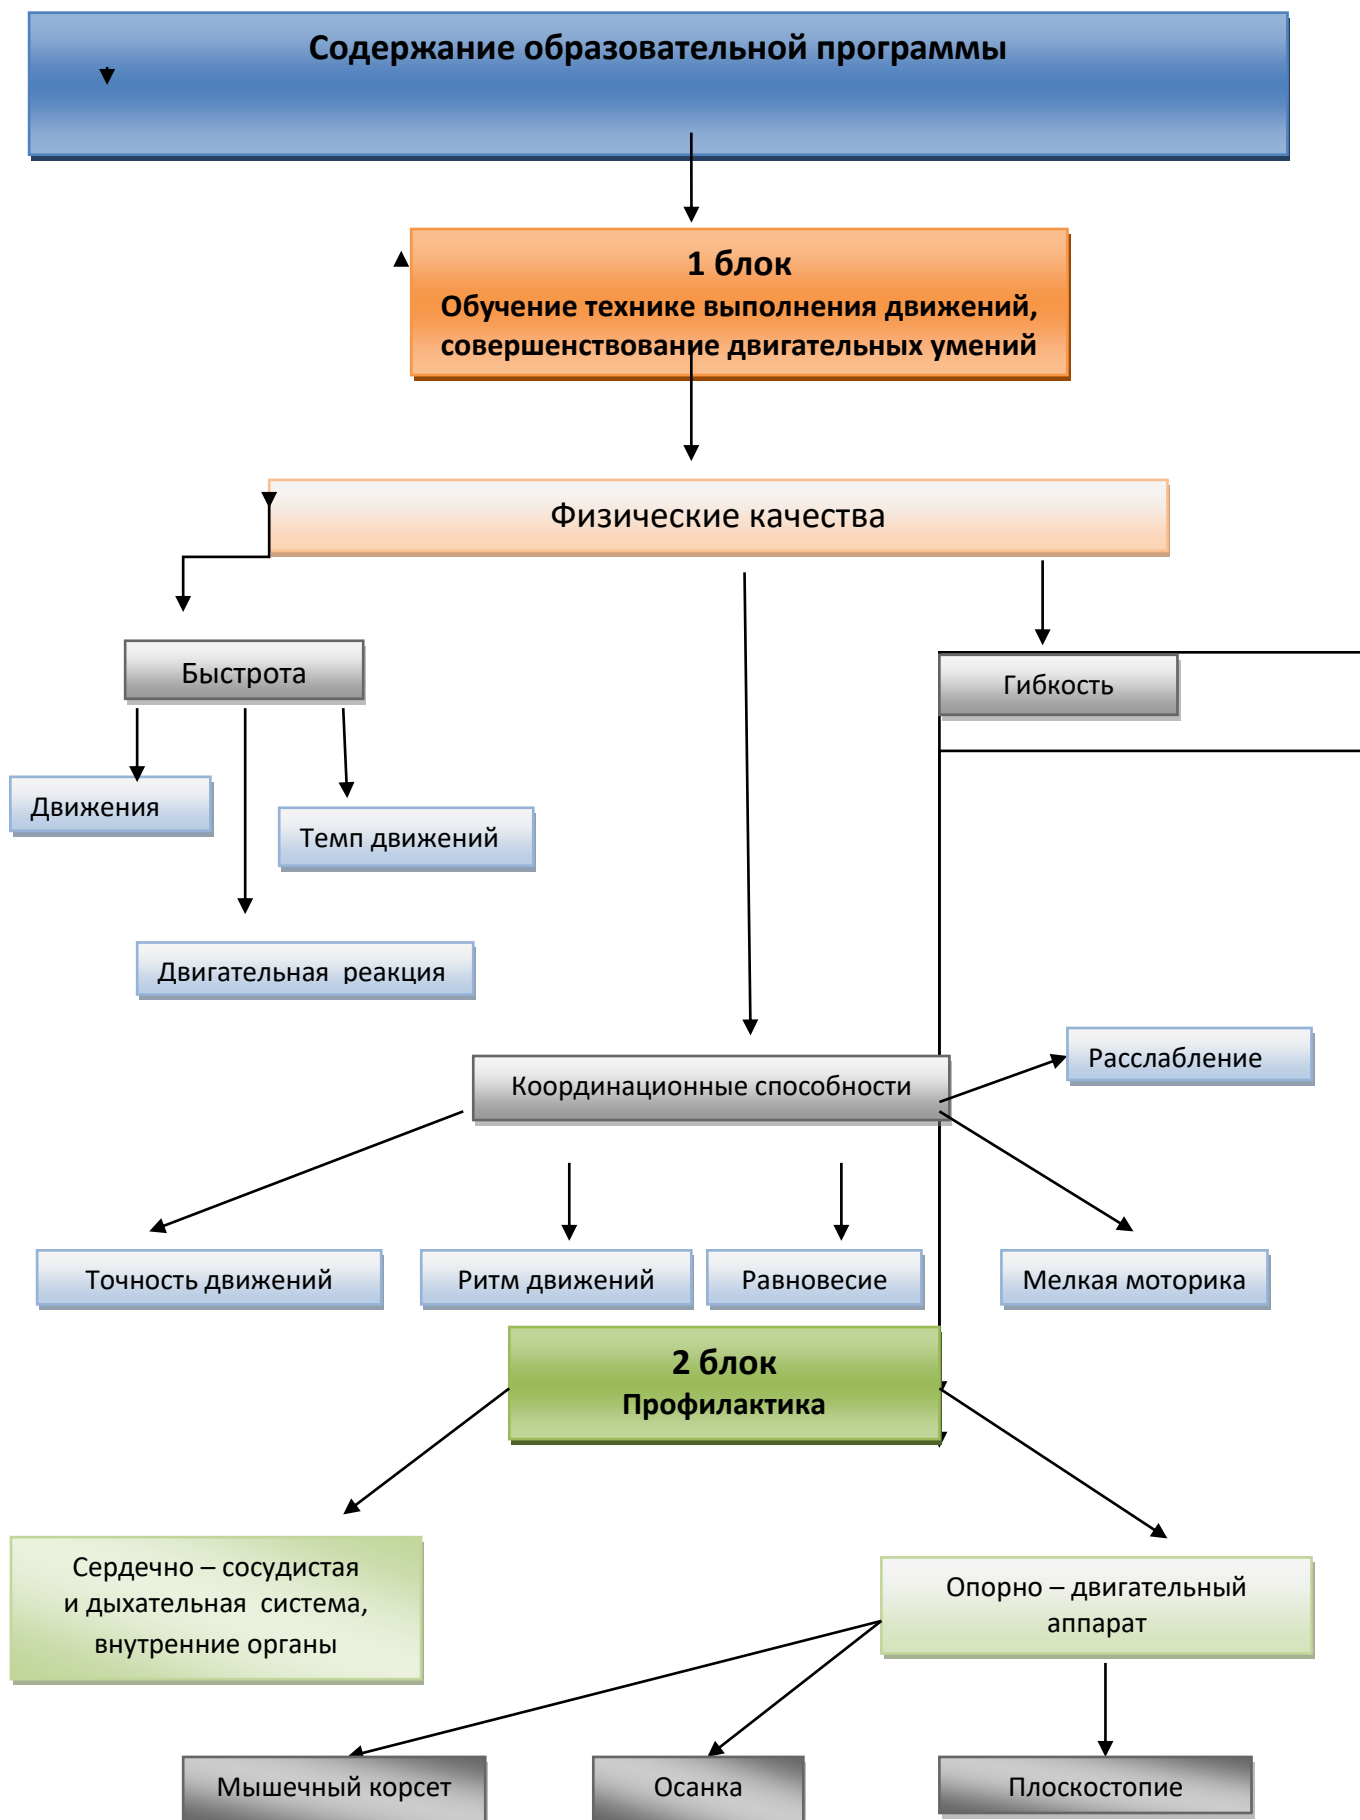 Содержание образовательной программы
1 блок
Обучение технике выполнения движений,
совершенствование двигательных умений
Физические качества
Быстрота
Гибкость
Движения
Темп движений
Двигательная реакция
Расслабление
Координационные способности
Точность движений
Ритм движений
Равновесие
Мелкая моторика
2 блок
Профилактика
Сердечно – сосудистая
и дыхательная система,
внутренние органы
Опорно – двигательный
аппарат
Мышечный корсет
Осанка
Плоскостопие